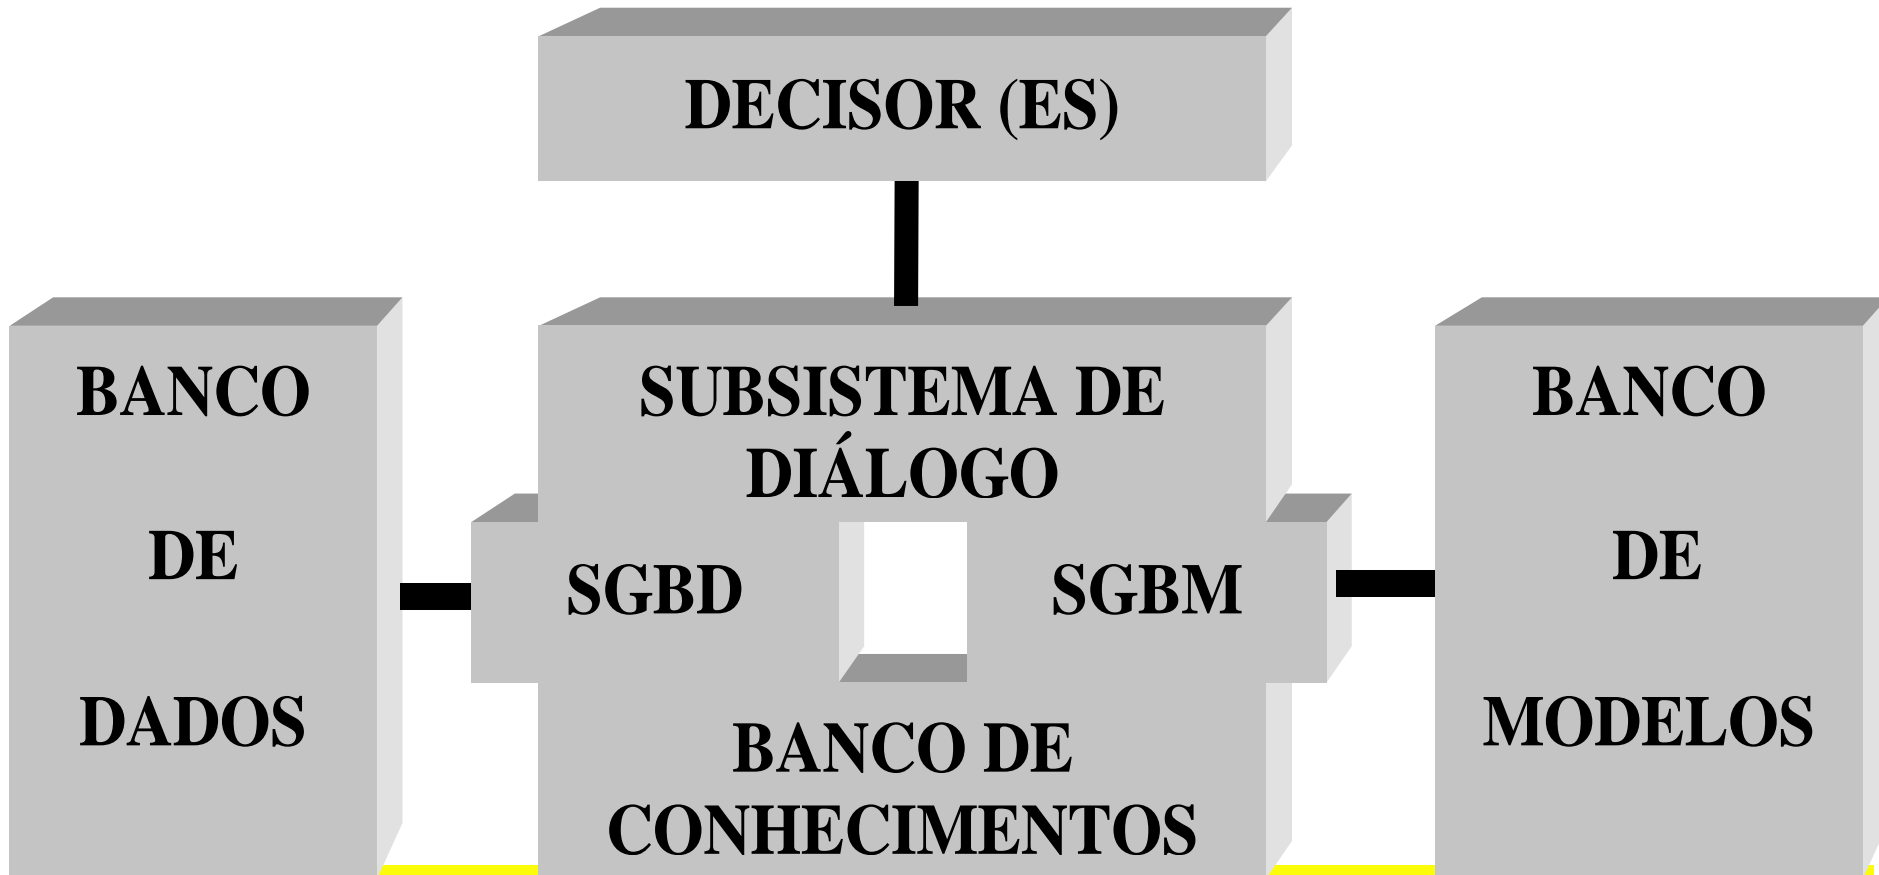 DECISOR (ES)
BANCO
DE
DADOS
SUBSISTEMA DE
DIÁLOGO
SGBD
SGBM
BANCO DE
CONHECIMENTOS
BANCO
DE
MODELOS